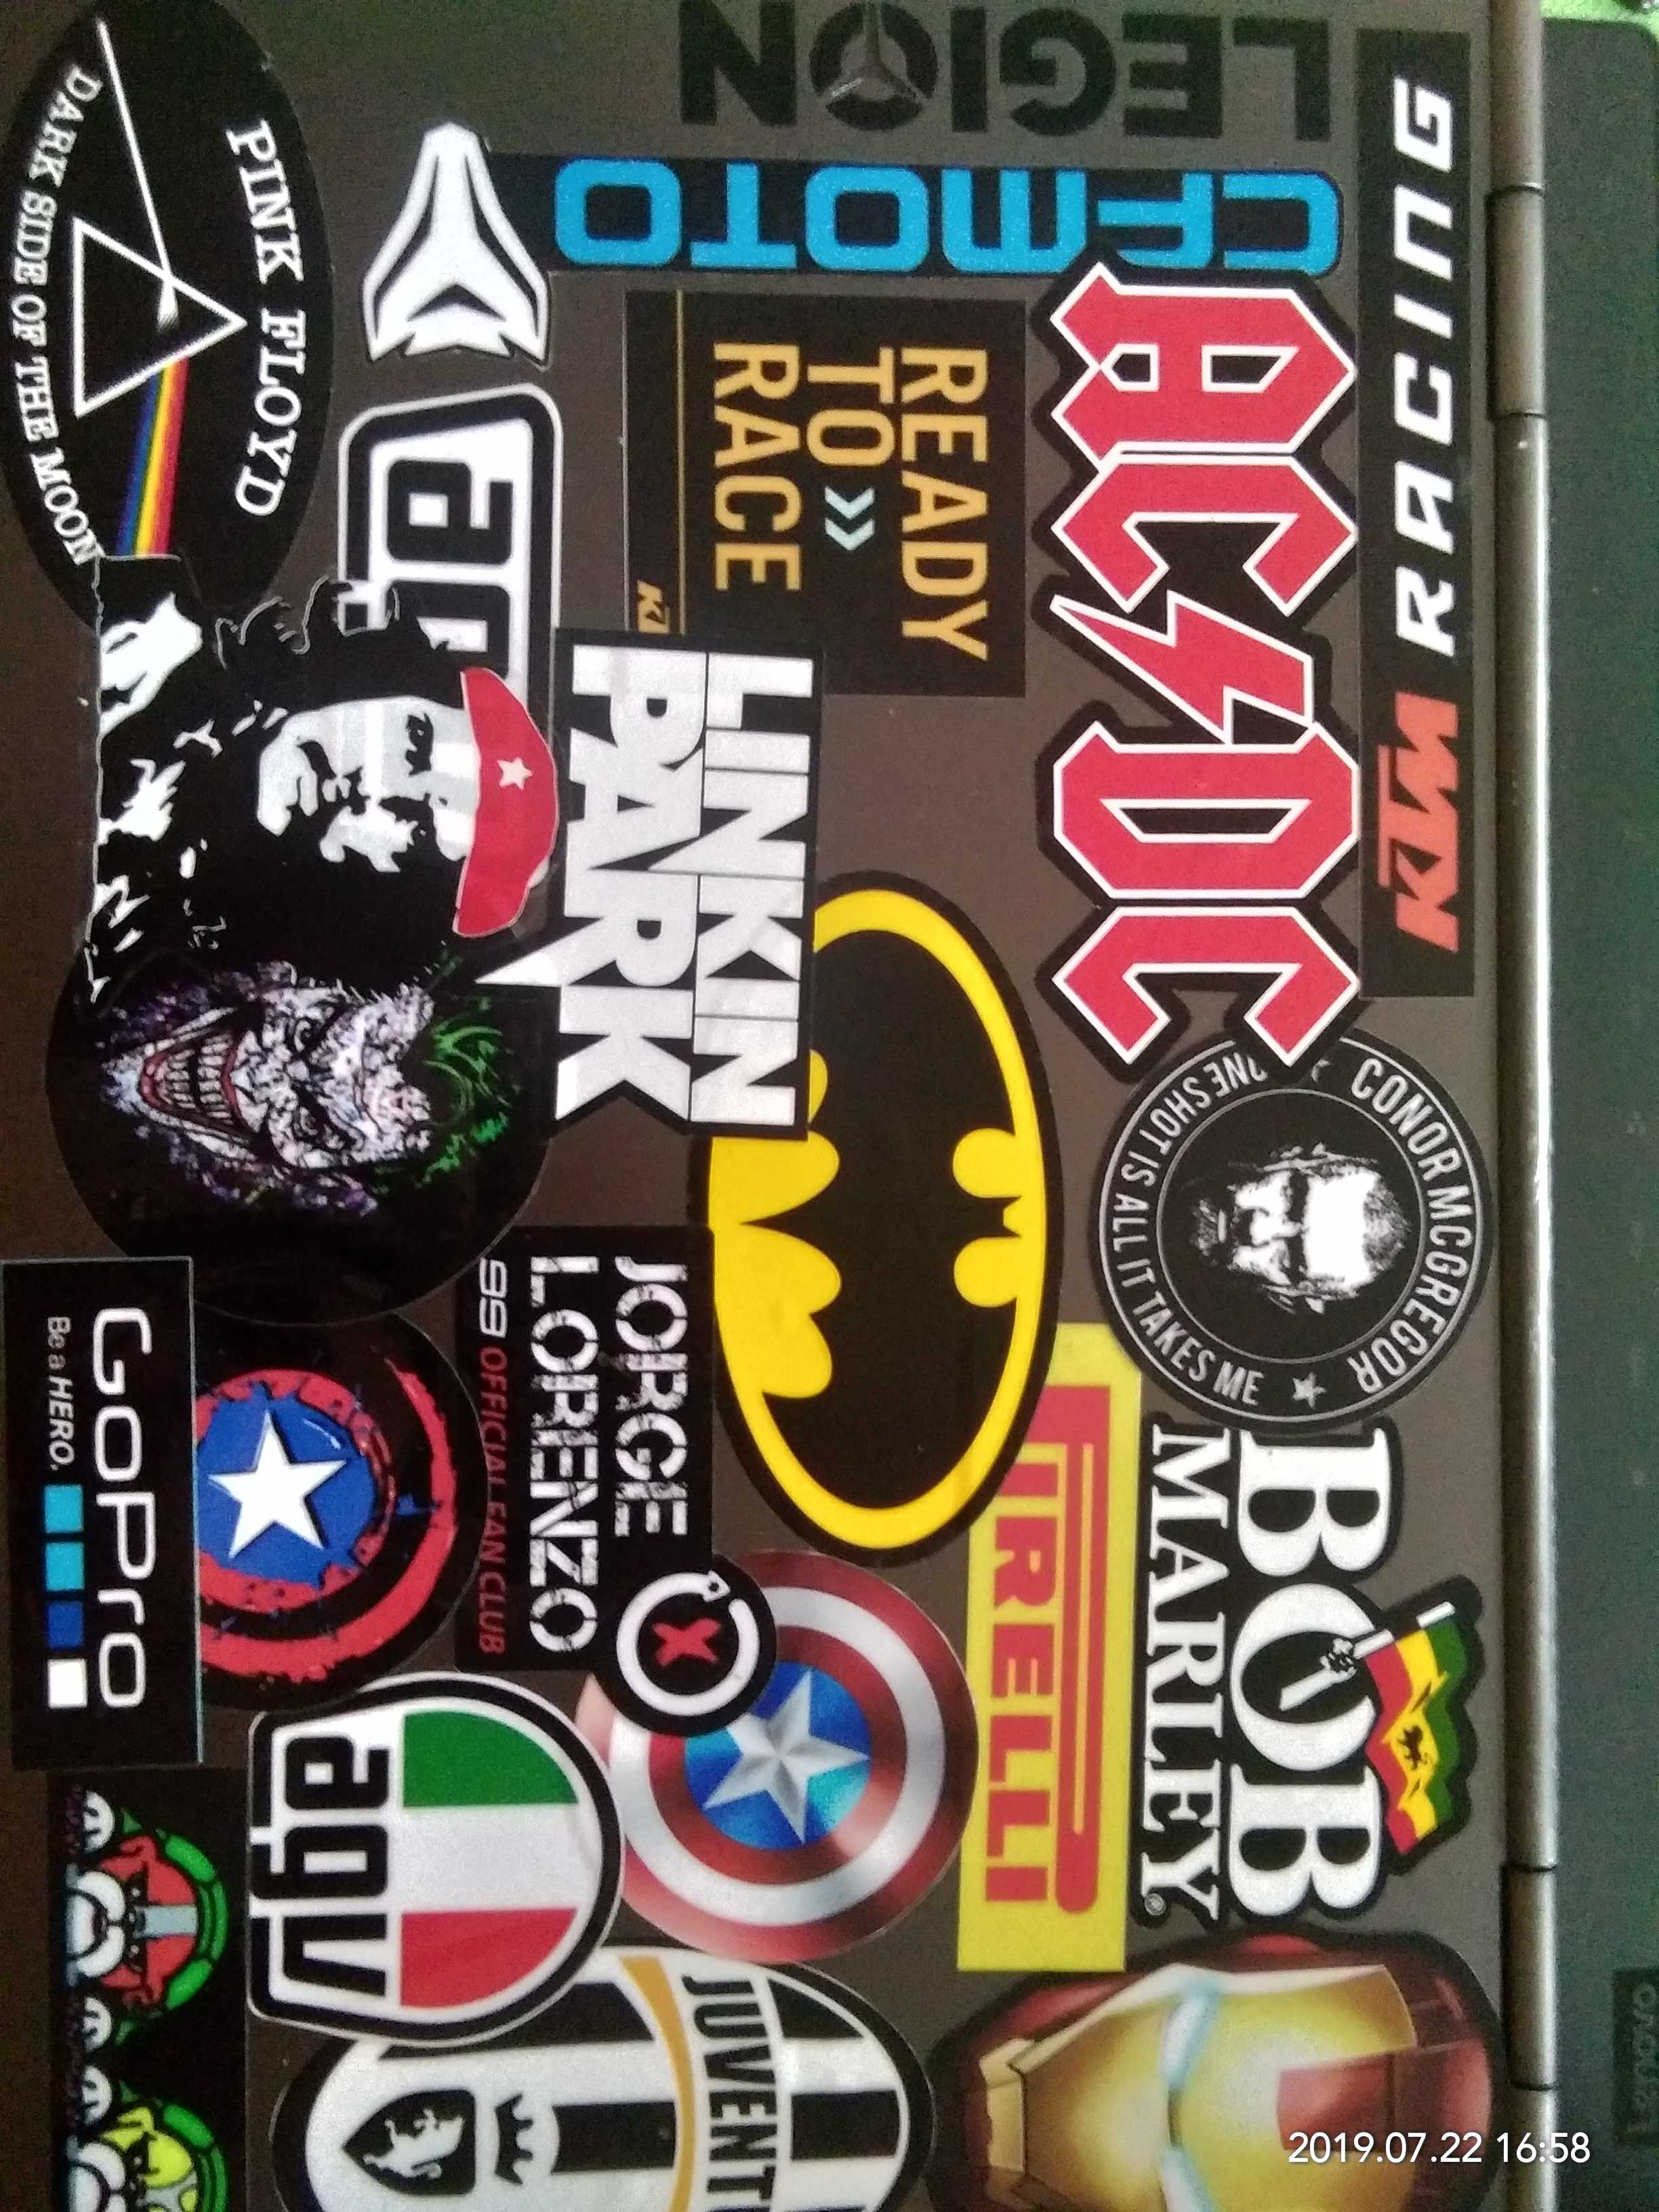 LEGION
RACING KTM
CFMOTO
AC DC
READY
TO
RACE
PINK FLOYD
DARK SIDE OF THE MOON
LINKIN
PARK
CONOR MCGREGOR
ONE SHOT IS ALL IT TAKES ME
BOB
MARLEY
PIRELLI
JORGE
LORENZO
99 OFFICIAL FAN CLUB
X
GoPro
Be a HERO.
agv
JUVENT
2019.07.22 16:58